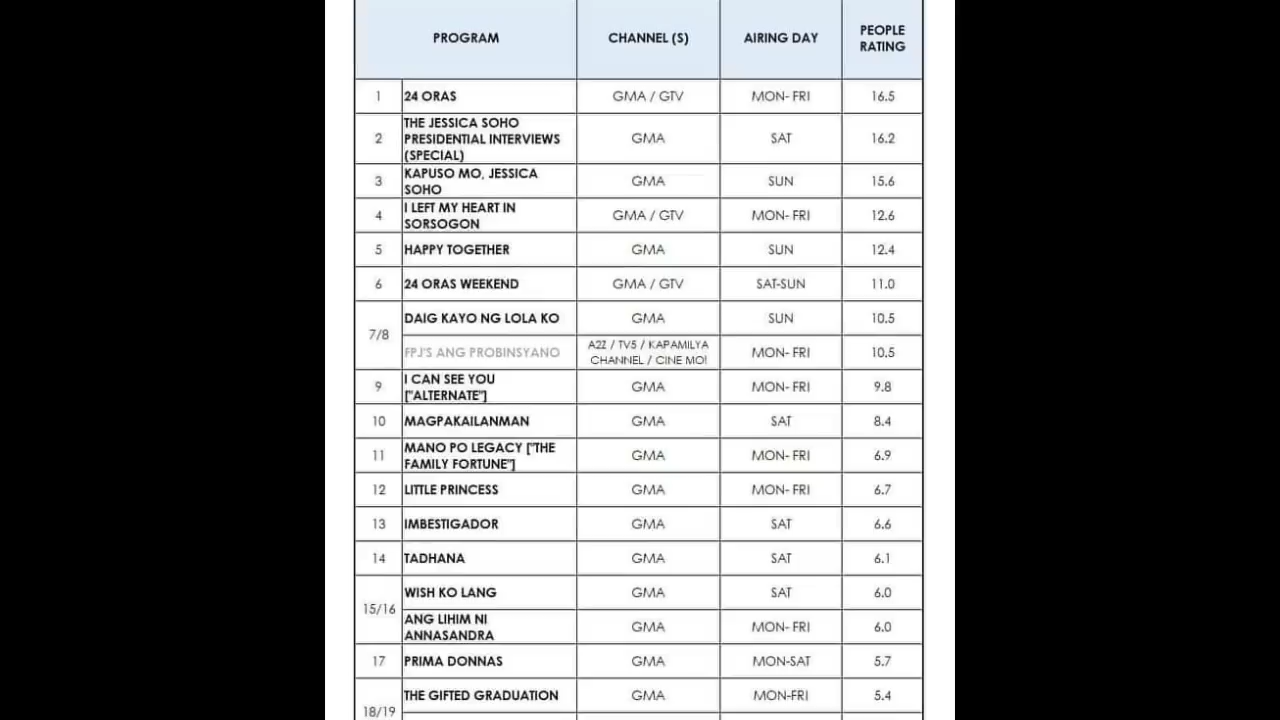 PROGRAM CHANNEL (S) AIRING DAY PEOPLE RATING
1 24 ORAS GMA / GTV MON- FRI 16.5
2 THE JESSICA SOHO PRESIDENTIAL INTERVIEWS (SPECIAL) GMA SAT 16.2
3 KAPUSO MO, JESSICA SOHO GMA SUN 15.6
4 I LEFT MY HEART IN SORSOGON GMA / GTV MON- FRI 12.6
5 HAPPY TOGETHER GMA SUN 12.4
6 24 ORAS WEEKEND GMA / GTV SAT-SUN 11.0
7/8 DAIG KAYO NG LOLA KO GMA SUN 10.5
FPJ'S ANG PROBINSYANO A2Z / TV5 / KAPAMILYA CHANNEL / CINE MO! MON- FRI 10.5
9 I CAN SEE YOU ["ALTERNATE"] GMA MON- FRI 9.8
10 MAGPAKAILANMAN GMA SAT 8.4
11 MANO PO LEGACY ["THE FAMILY FORTUNE"] GMA MON- FRI 6.9
12 LITTLE PRINCESS GMA MON- FRI 6.7
13 IMBESTIGADOR GMA SAT 6.6
14 TADHANA GMA SAT 6.1
15/16 WISH KO LANG GMA SAT 6.0
ANG LIHIM NI ANNASANDRA GMA MON- FRI 6.0
17 PRIMA DONNAS GMA MON-SAT 5.7
18/19 THE GIFTED GRADUATION GMA MON-FRI 5.4